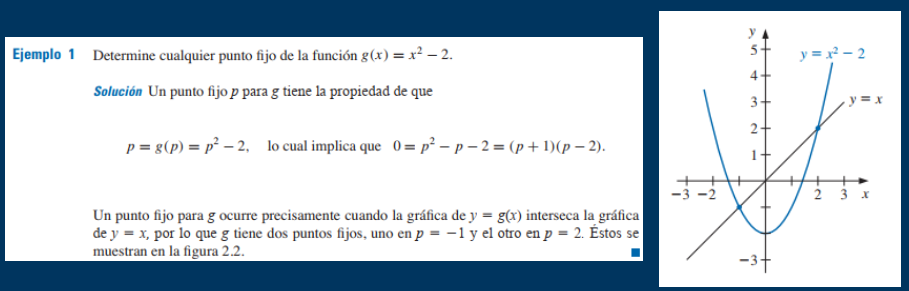 Ejemplo 1 Determine cualquier punto fijo de la función g(x) = x² − 2.
Solución Un punto fijo p para g tiene la propiedad de que
p = g(p) = p² − 2, lo cual implica que 0 = p² − p − 2 = (p + 1)(p − 2).
Un punto fijo para g ocurre precisamente cuando la gráfica de y = g(x) interseca la gráfica
de y = x, por lo que g tiene dos puntos fijos, uno en p = −1 y el otro en p = 2. Éstos se
muestran en la figura 2.2.
y
5
y = x² − 2
4
3
y = x
2
1
−3 −2 2 3 x
−3